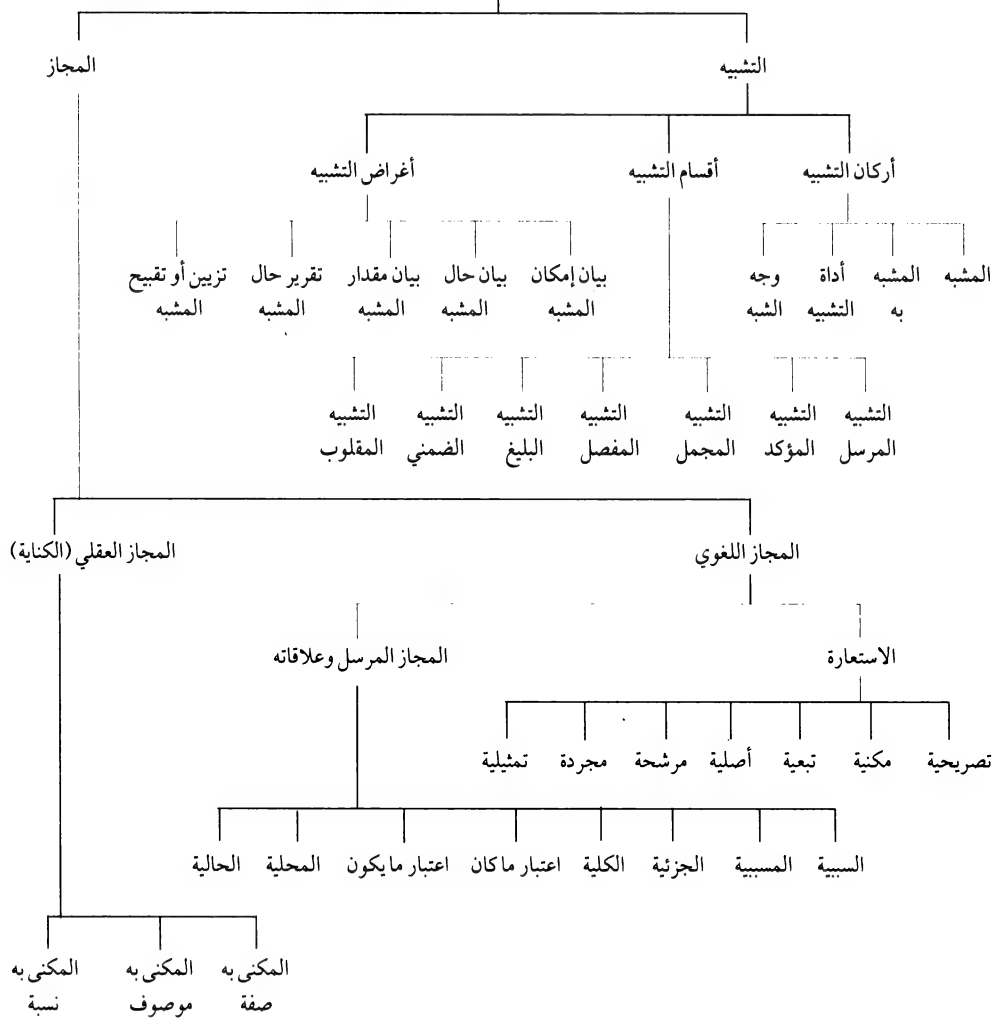 التشبيه
المجاز
أركان التشبيه
أقسام التشبيه
أغراض التشبيه
المشبه
المشبه به
أداة التشبيه
وجه الشبه
بيان إمكان المشبه
بيان حال المشبه
بيان مقدار المشبه
تقرير حال المشبه
تزيين أو تقبيح المشبه
التشبيه المرسل
التشبيه المؤكد
التشبيه المجمل
التشبيه المفصل
التشبيه البليغ
التشبيه الضمني
التشبيه المقلوب
المجاز اللغوي
المجاز العقلي (الكناية)
الاستعارة
المجاز المرسل وعلاقاته
تصريحية
مكنية
تبعية
أصلية
مرشحة
مجردة
تمثيلية
السببية
المسببية
الجزئية
الكلية
اعتبار ما كان
اعتبار ما يكون
المحلية
الحالية
المكنى به صفة
المكنى به موصوف
المكنى به نسبة